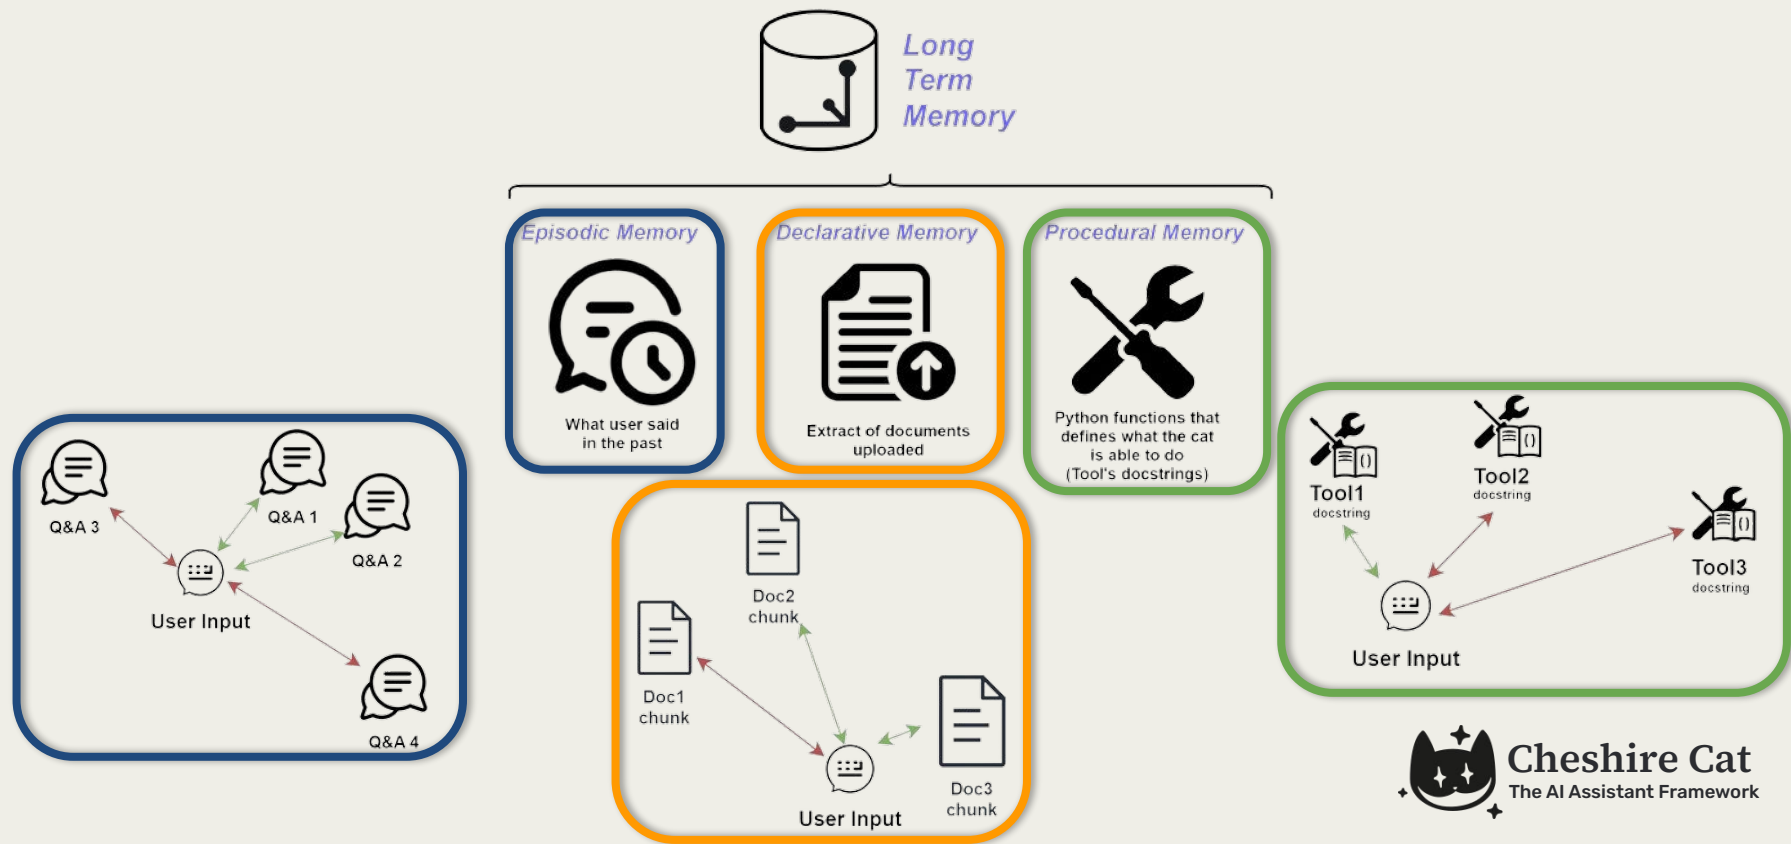 Long
Term
Memory
Episodic Memory
What user said
in the past
Declarative Memory
Extract of documents
uploaded
Procedural Memory
Python functions that
defines what the cat
is able to do
(Tool's docstrings)
Q&A 3
Q&A 1
Q&A 2
User Input
Q&A 4
Doc2
chunk
Doc1
chunk
Doc3
chunk
User Input
Tool1
docstring
Tool2
docstring
Tool3
docstring
User Input
Cheshire Cat
The AI Assistant Framework